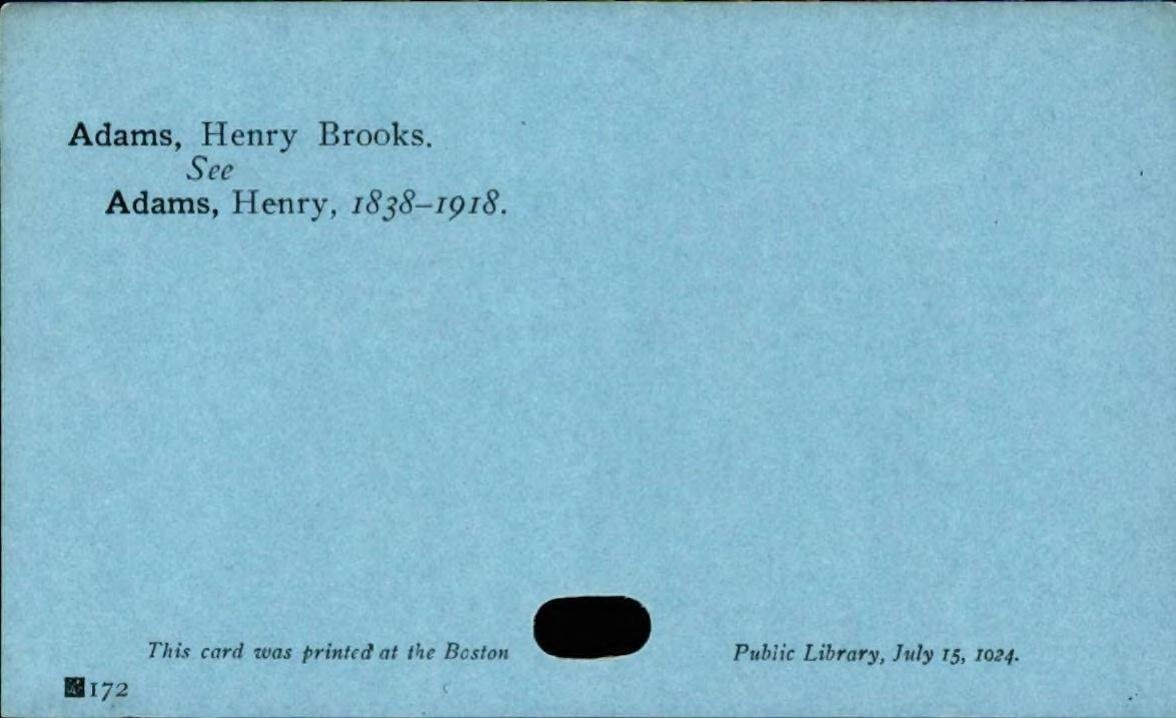 Adams, Henry Brooks.
See
Adams, Henry, 1838–1918.
This card was printed at the Boston Public Library, July 15, 1924.
172